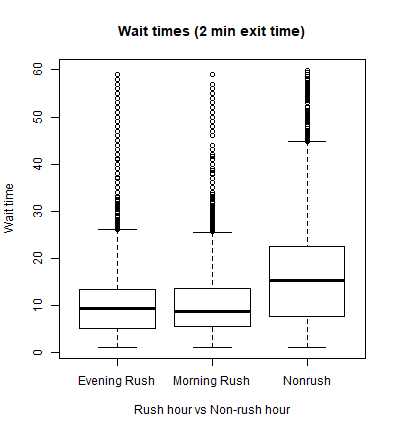 Wait times (2 min exit time)
Wait time
60
50
40
30
20
10
0
Evening Rush Morning Rush Nonrush
Rush hour vs Non-rush hour